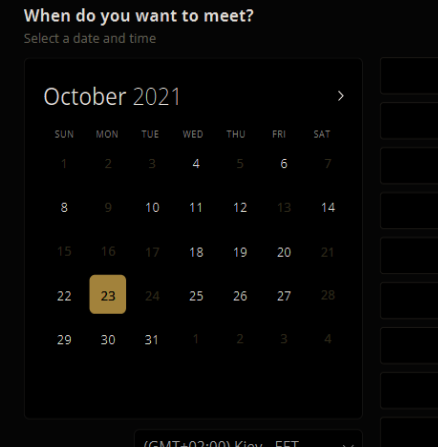 When do you want to meet?
Select a date and time
October 2021
SUN MON TUE WED THU FRI SAT
1 2 3 4 5 6 7
8 9 10 11 12 13 14
15 16 17 18 19 20 21
22 23 24 25 26 27 28
29 30 31 1 2 3 4
(GMT+02:00) Kiev - EET